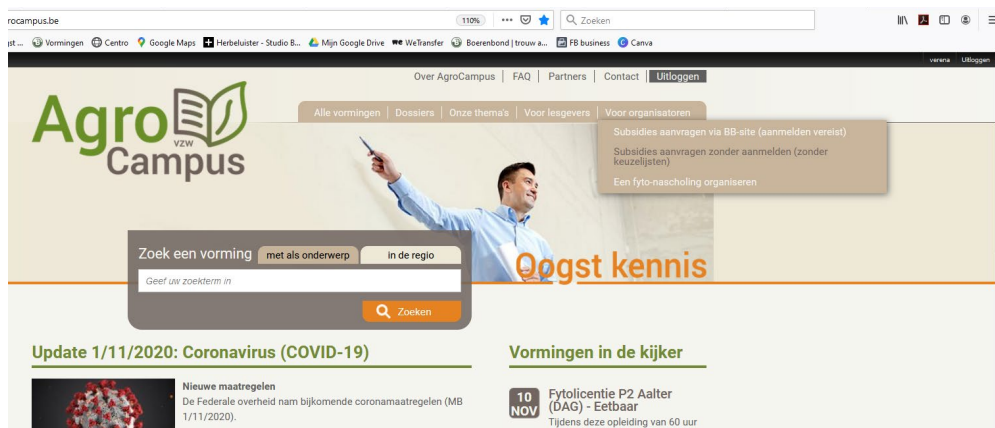 rocampus.be
110%
Zoeken
Vormingen
Centro
Google Maps
Herbeluister - Studio B...
Mijn Google Drive
WeTransfer
Boerenbond | trouw a...
FB business
Canva
verena Uitloggen
Over AgroCampus | FAQ | Partners | Contact | Uitloggen
Agro
vzw
Campus
Alle vormingen | Dossiers | Onze thema's | Voor lesgevers | Voor organisatoren
Subsidies aanvragen via BB-site (aanmelden vereist)
Subsidies aanvragen zonder aanmelden (zonder
keuzelijsten)
Een fyto-nascholing organiseren
Oogst kennis
Zoek een vorming met als onderwerp in de regio
Geef uw zoekterm in
Zoeken
Update 1/11/2020: Coronavirus (COVID-19)
Nieuwe maatregelen
De Federale overheid nam bijkomende coronamaatregelen (MB
1/11/2020).
Vormingen in de kijker
10
NOV
Fytolicentie P2 Aalter
(DAG) - Eetbaar
Tijdens deze opleiding van 60 uur